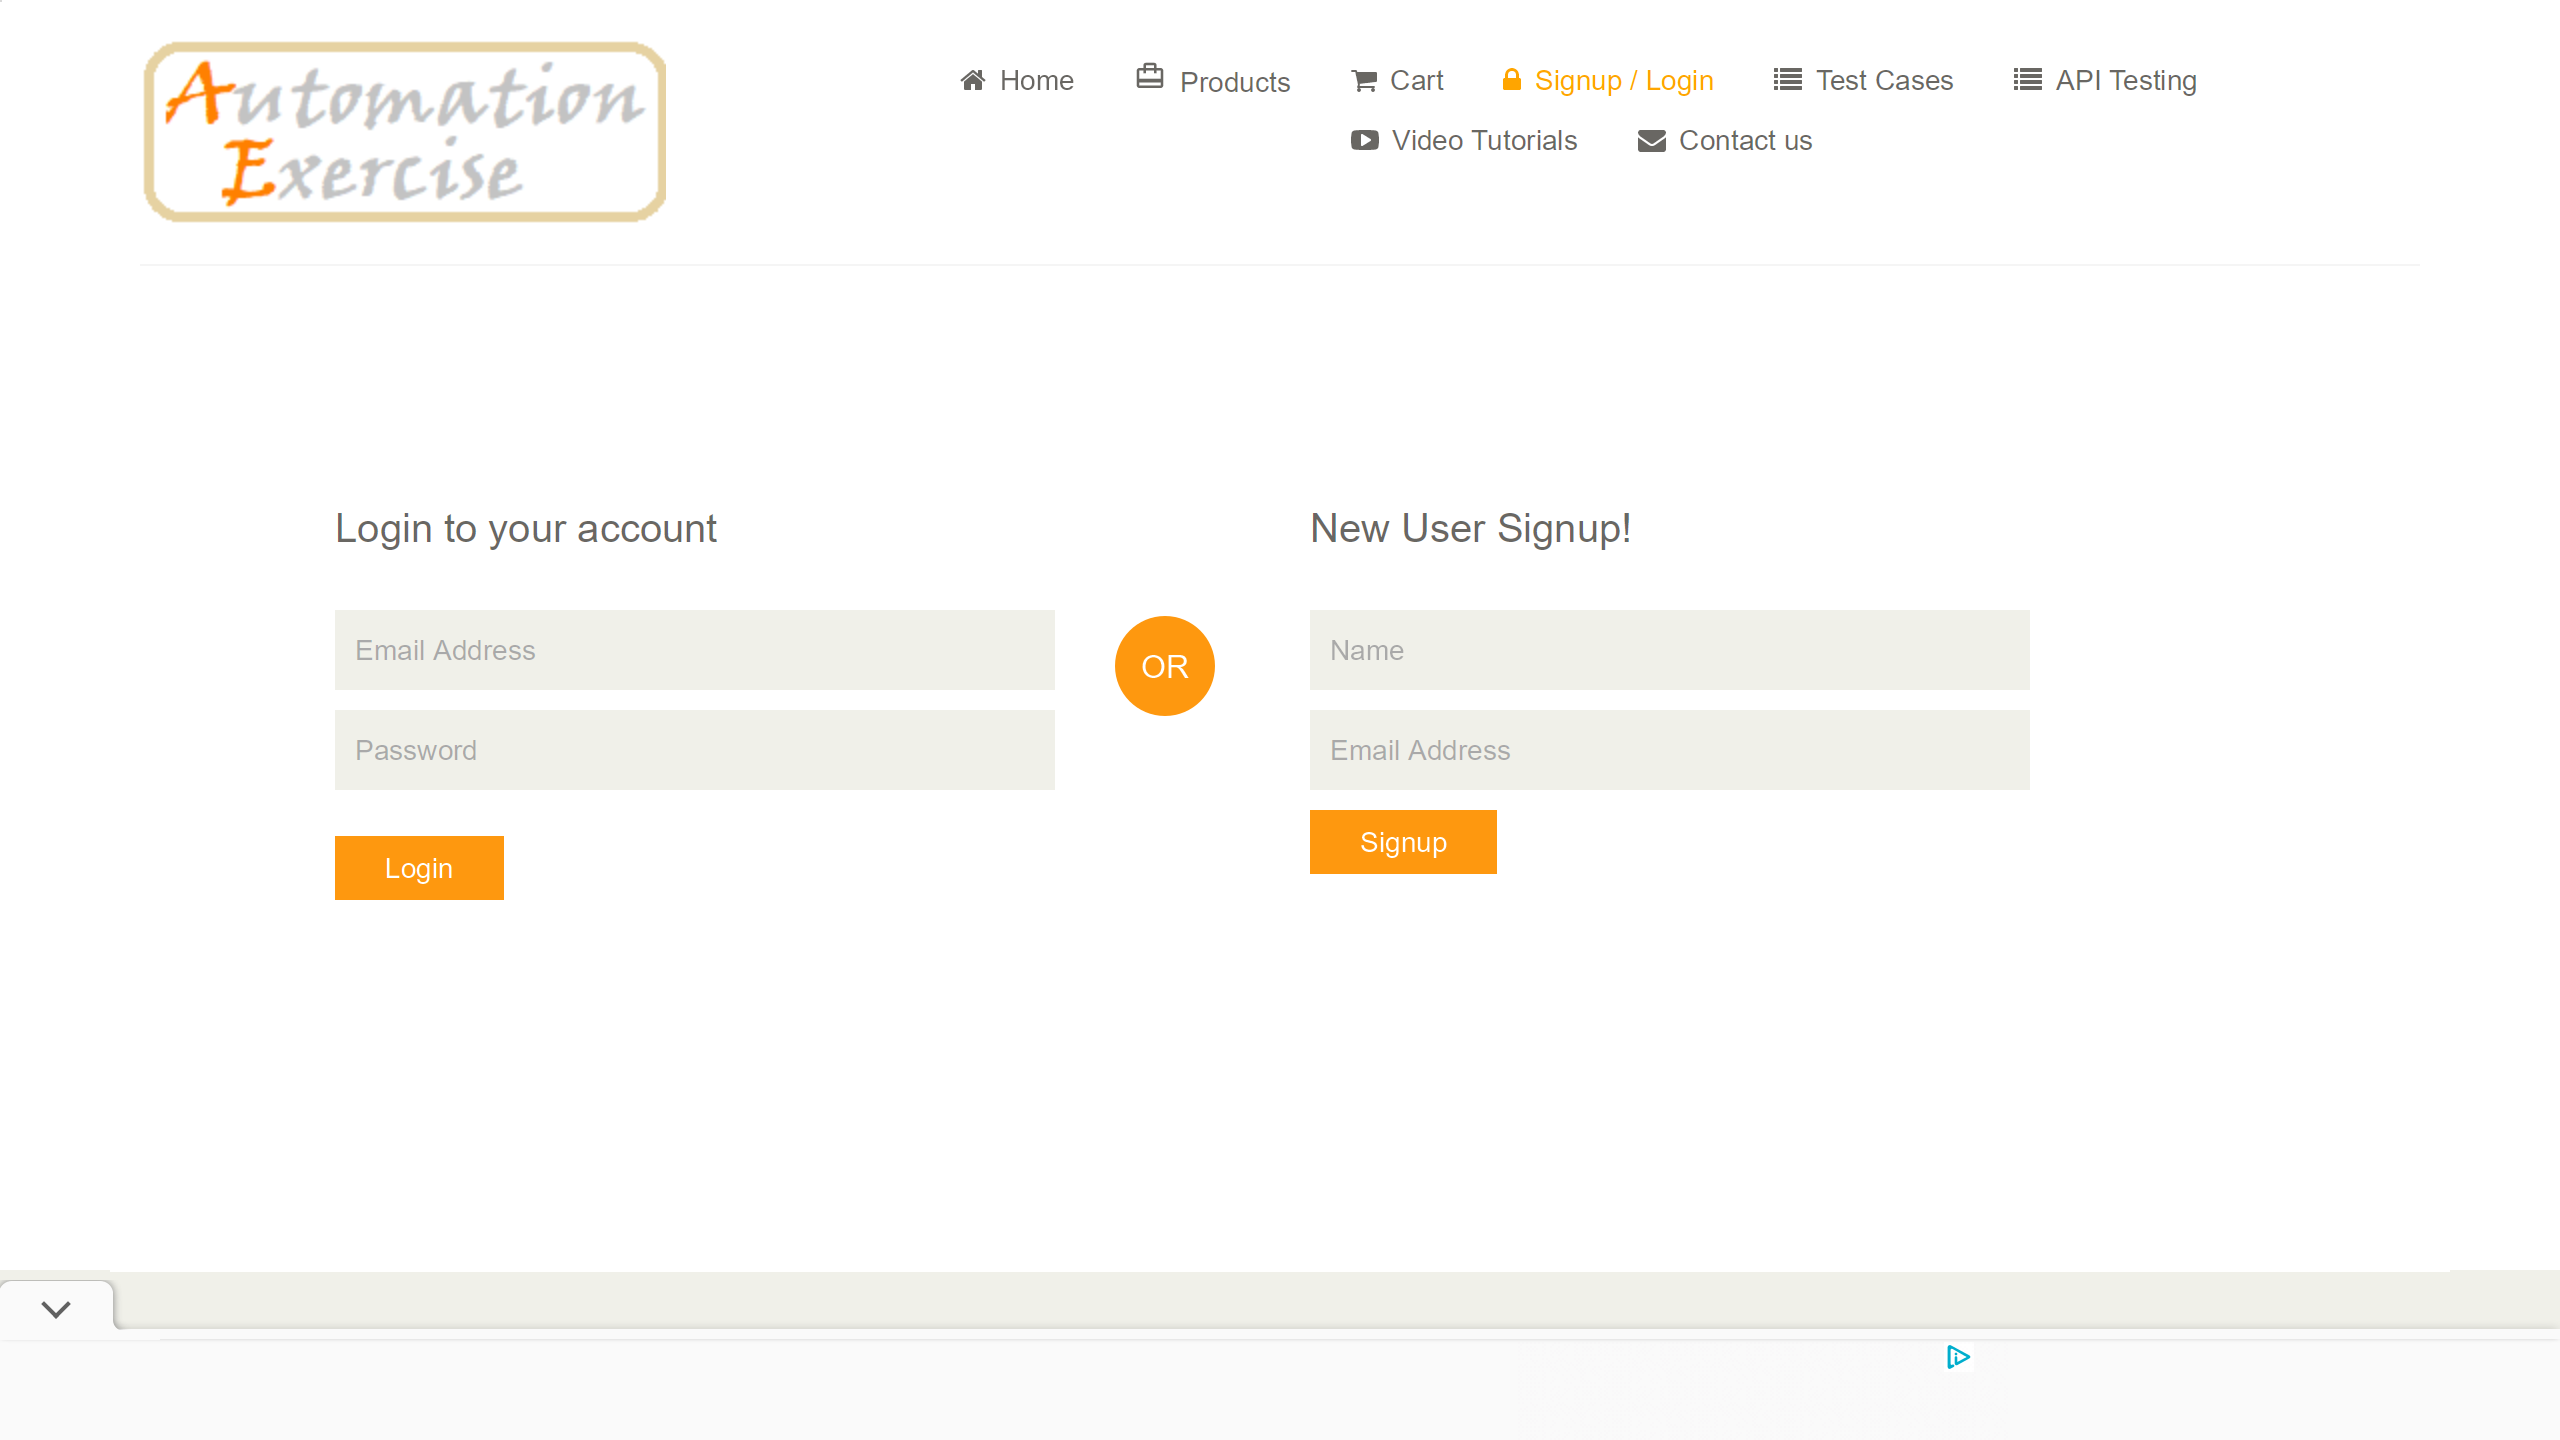 Automation
Exercise
Home Products Cart Signup / Login Test Cases API Testing
Video Tutorials Contact us
Login to your account
Email Address
Password
Login
OR
New User Signup!
Name
Email Address
Signup